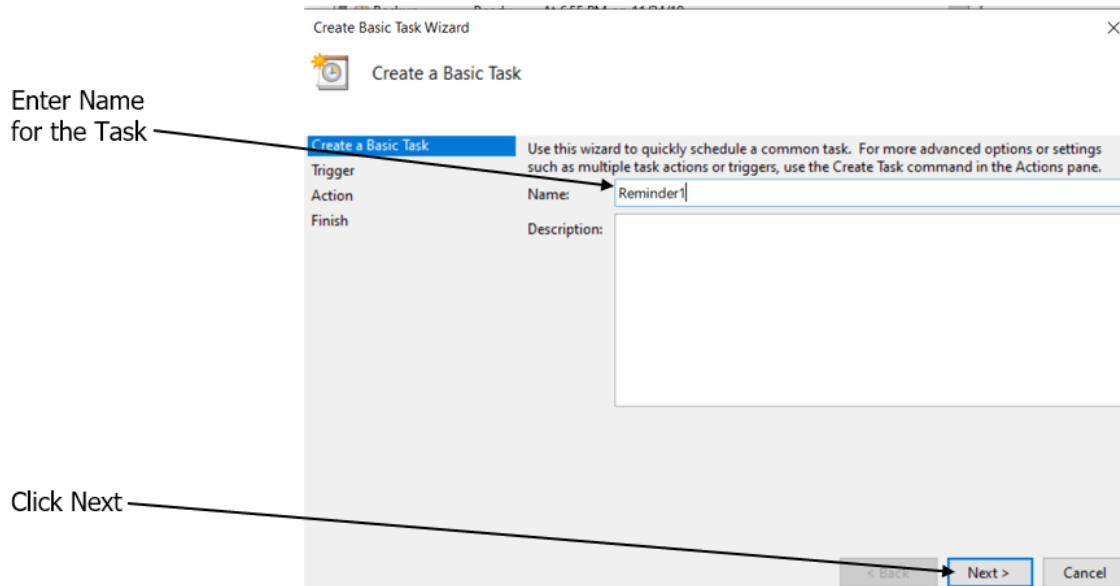 Create Basic Task Wizard
Create a Basic Task
Enter Name
for the Task
Create a Basic Task
Trigger
Action
Finish
Use this wizard to quickly schedule a common task. For more advanced options or settings
such as multiple task actions or triggers, use the Create Task command in the Actions pane.
Name:
Reminder1
Description:
Click Next
< Back
Next >
Cancel